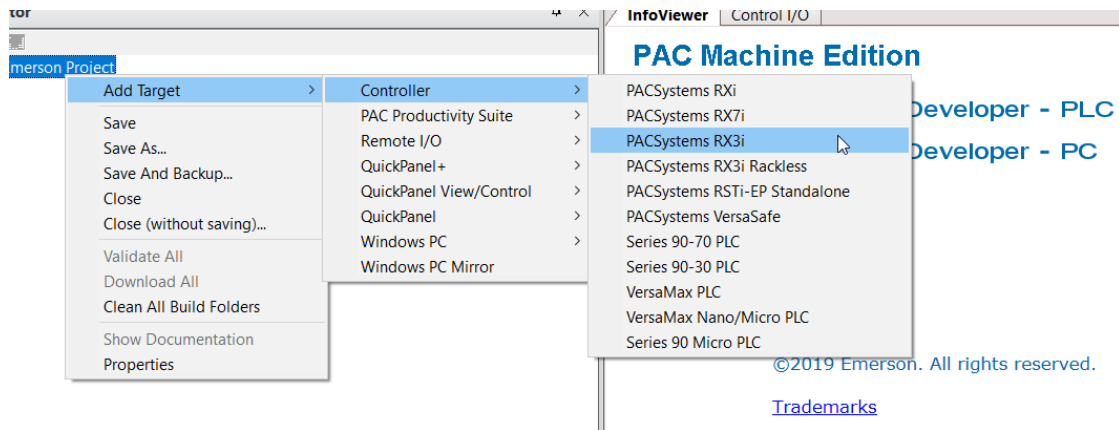 tor
InfoViewer
Control I/O
merson Project
PAC Machine Edition
Developer - PLC
Developer - PC
Add Target
Save
Save As...
Save And Backup...
Close
Close (without saving)...
Validate All
Download All
Clean All Build Folders
Show Documentation
Properties
Controller
PAC Productivity Suite
Remote I/O
QuickPanel+
QuickPanel View/Control
QuickPanel
Windows PC
Windows PC Mirror
PACSystems RXi
PACSystems RX7i
PACSystems RX3i
PACSystems RX3i Rackless
PACSystems RSTi-EP Standalone
PACSystems VersaSafe
Series 90-70 PLC
Series 90-30 PLC
VersaMax PLC
VersaMax Nano/Micro PLC
Series 90 Micro PLC
©2019 Emerson. All rights reserved.
Trademarks